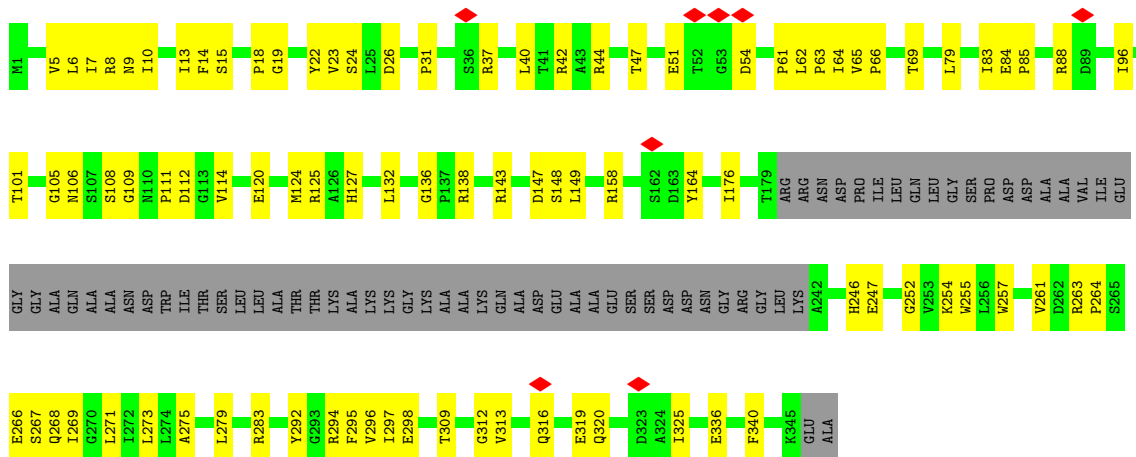 M1 V5 L6 I7 R8 N9 I10 I13 F14 S15 P18 G19 Y22 V23 S24 L25 D26 P31 S36 R37 L40 T41 R42 A43 R44 T47 E51 T52 G53 D54 P61 L62 P63 I64 V65 P66 T69 L79 I83 E84 P85 R88 D89 I96
T101 G105 N106 S107 S108 G109 N110 P111 D112 G113 V114 E120 M124 R125 A126 H127 L132 G136 P137 R138 R143 D147 S148 L149 R158 S162 D163 Y164 I176 T179 ARG ARG ASN ASP PRO ILE LEU GLN LEU GLY SER PRO ASP ASP ALA ALA VAL ILE GLU
GLY GLY ALA GLN ALA ALA ASN ASP TRP ILE THR SER LEU LEU ALA THR THR LYS ALA LYS LYS GLY LYS ALA ALA LYS GLN ALA ASP GLU ALA ALA GLU SER SER ASP ASP ASN GLY ARG GLY LEU LYS A242 H246 E247 G252 V253 K254 W255 L256 W257 V261 D262 R263 P264 S265
E266 S267 Q268 I269 G270 L271 I272 L273 L274 A275 L279 R283 Y292 G293 R294 F295 V296 I297 E298 T309 G312 V313 Q316 E319 Q320 D323 A324 I325 E336 F340 K345 GLU ALA